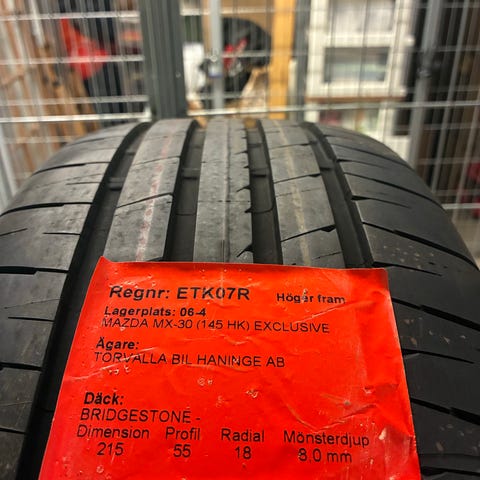 Regnr: ETK07R Höger fram
Lagerplats: 06-4
MAZDA MX-30 (145 HK) EXCLUSIVE
Ägare:
TORVALLA BIL HANINGE AB
Däck:
BRIDGESTONE -
Dimension Profil Radial Mönsterdjup
215 55 18 8.0 mm